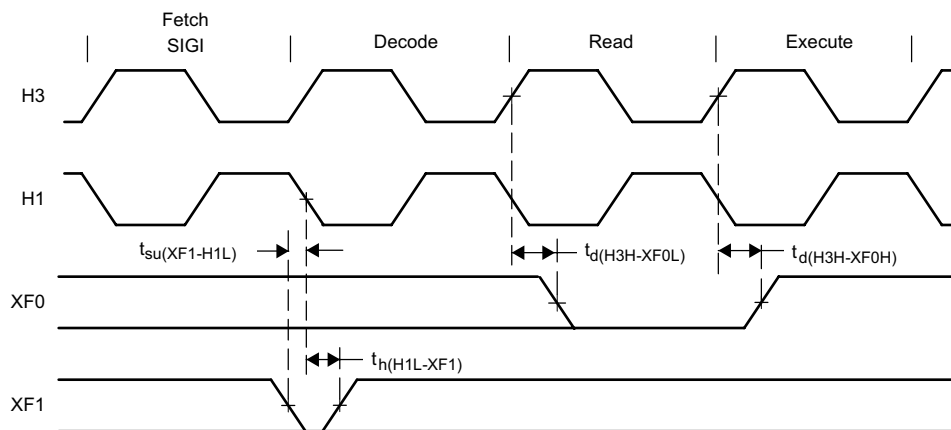 Fetch
SIGI
Decode
Read
Execute
H3
H1
tsu(XF1-H1L)
td(H3H-XF0L)
td(H3H-XF0H)
XF0
th(H1L-XF1)
XF1